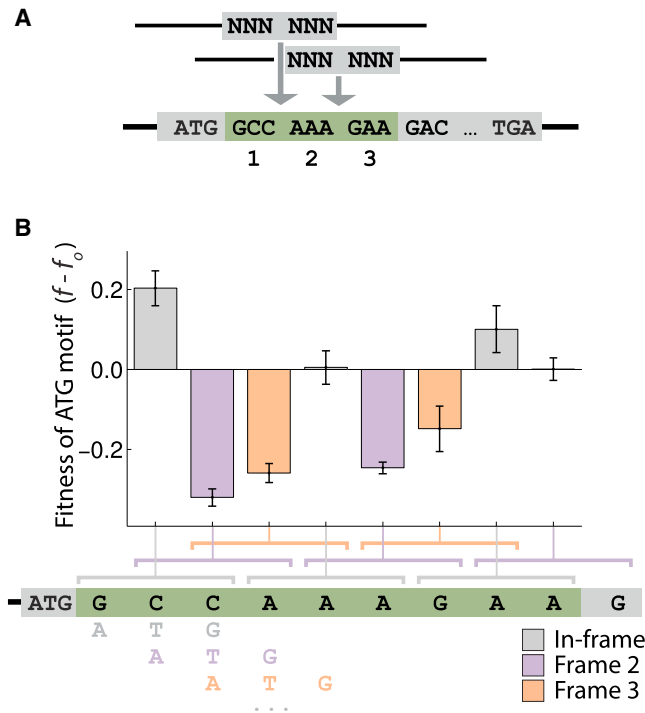 A
NNN NNN
NNN NNN
ATG GCC AAA GAA GAC … TGA
1 2 3
B
Fitness of ATG motif (f - fo)
0.2
0.0
−0.2
ATG G C C A A A G A A G
A T G
A T G
A T G
...
In-frame
Frame 2
Frame 3